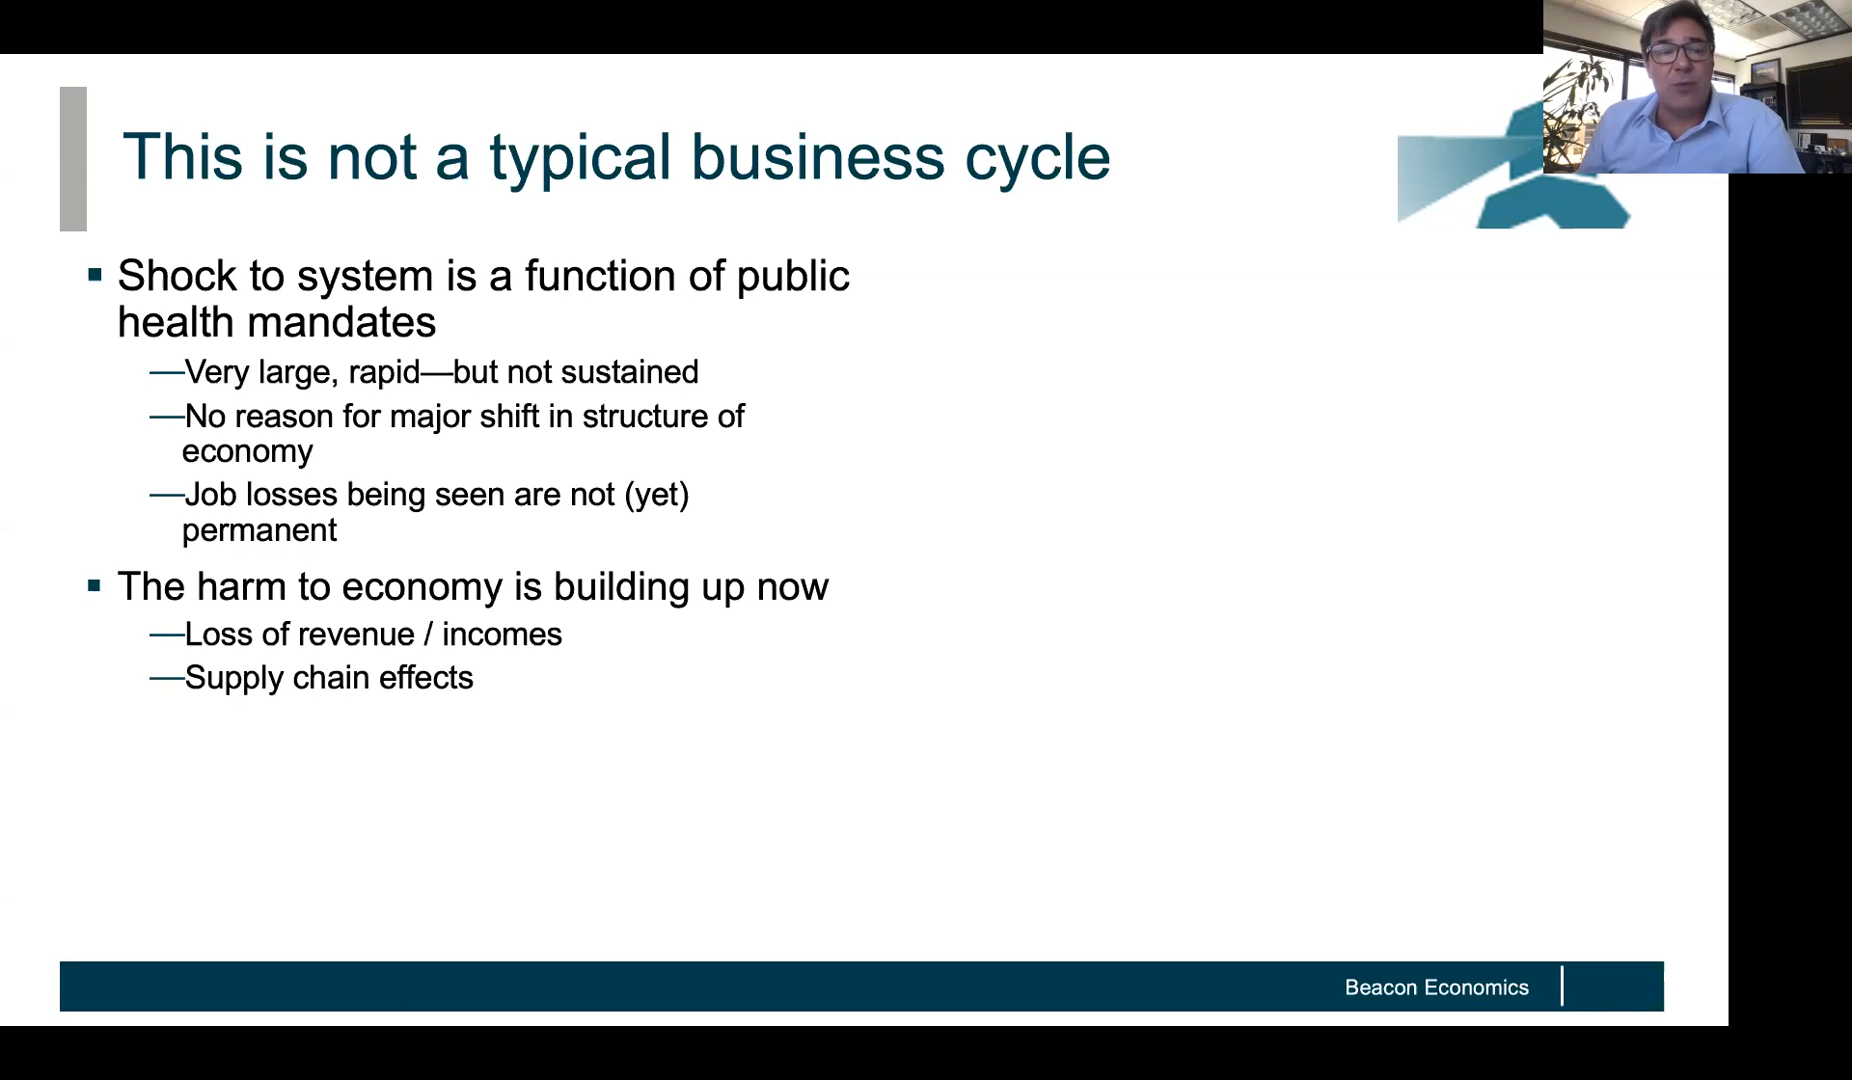 This is not a typical business cycle
▪ Shock to system is a function of public
health mandates
—Very large, rapid—but not sustained
—No reason for major shift in structure of
economy
—Job losses being seen are not (yet)
permanent
▪ The harm to economy is building up now
—Loss of revenue / incomes
—Supply chain effects
Beacon Economics